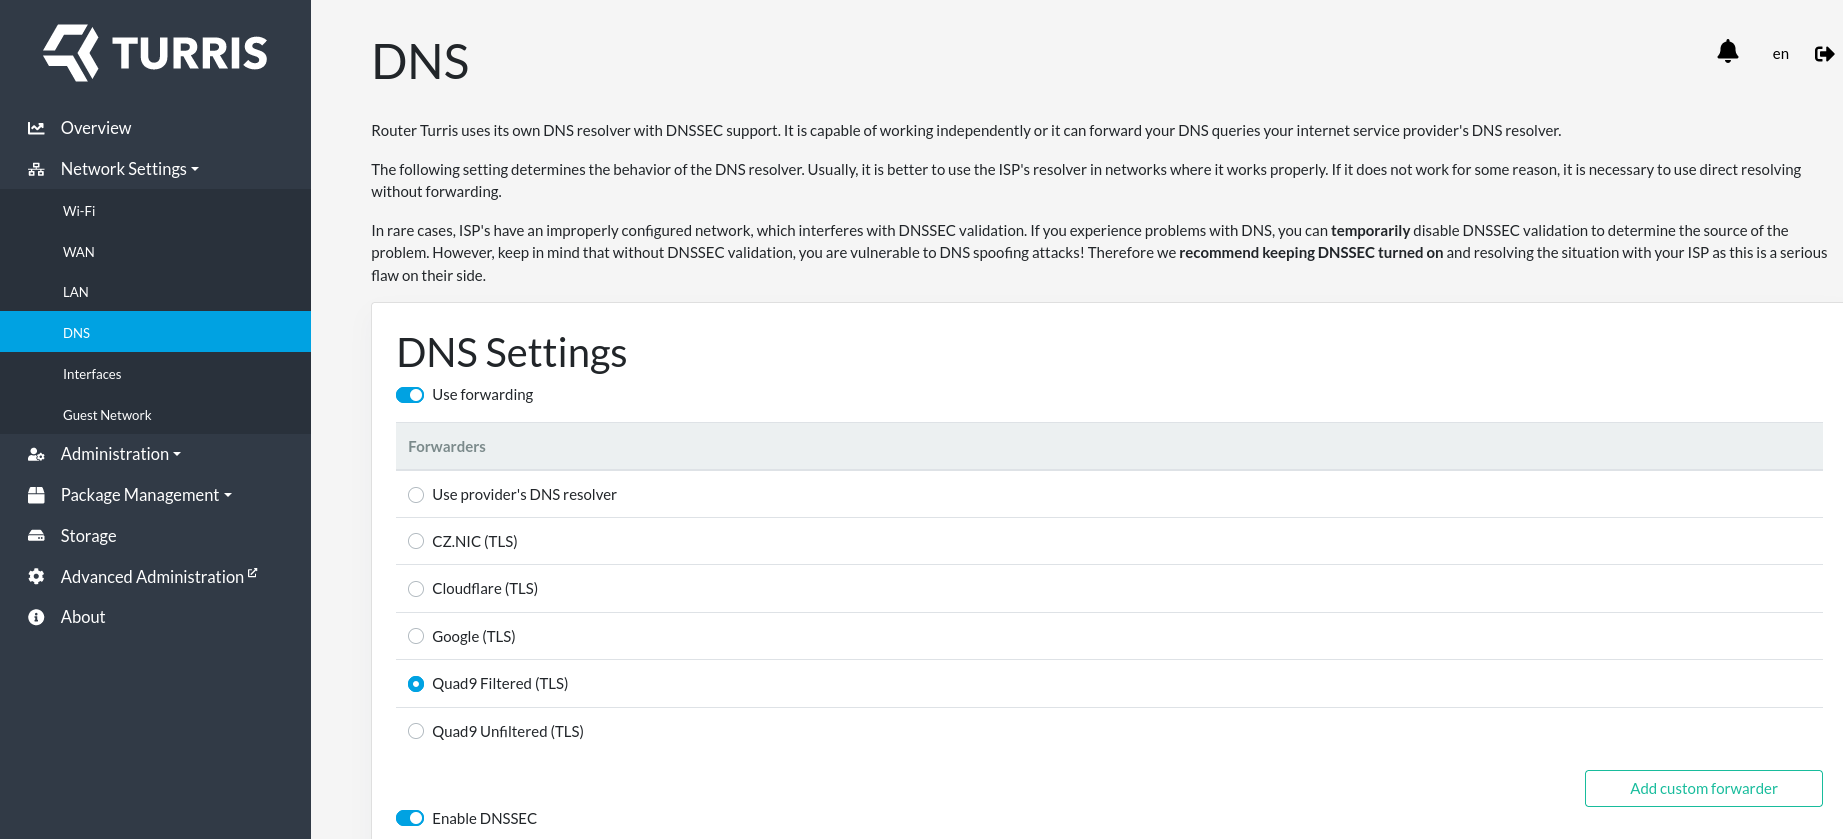 TURRIS
Overview
Network Settings
Wi-Fi
WAN
LAN
DNS
Interfaces
Guest Network
Administration
Package Management
Storage
Advanced Administration
About
DNS
en
Router Turris uses its own DNS resolver with DNSSEC support. It is capable of working independently or it can forward your DNS queries your internet service provider's DNS resolver.
The following setting determines the behavior of the DNS resolver. Usually, it is better to use the ISP's resolver in networks where it works properly. If it does not work for some reason, it is necessary to use direct resolving
without forwarding.
In rare cases, ISP's have an improperly configured network, which interferes with DNSSEC validation. If you experience problems with DNS, you can temporarily disable DNSSEC validation to determine the source of the
problem. However, keep in mind that without DNSSEC validation, you are vulnerable to DNS spoofing attacks! Therefore we recommend keeping DNSSEC turned on and resolving the situation with your ISP as this is a serious
flaw on their side.
DNS Settings
Use forwarding
Forwarders
Use provider's DNS resolver
CZ.NIC (TLS)
Cloudflare (TLS)
Google (TLS)
Quad9 Filtered (TLS)
Quad9 Unfiltered (TLS)
Add custom forwarder
Enable DNSSEC